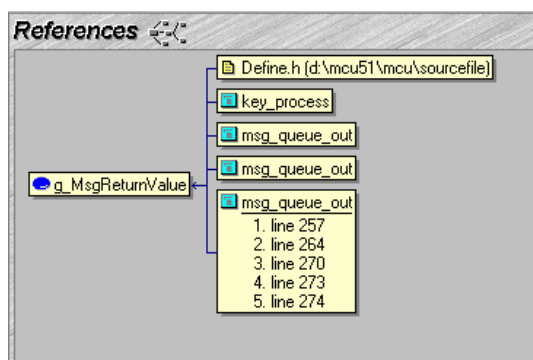 References
Define.h (d:\mcu51\mcu\sourcefile)
key_process
msg_queue_out
msg_queue_out
g_MsgReturnValue
msg_queue_out
1. line 257
2. line 264
3. line 270
4. line 273
5. line 274